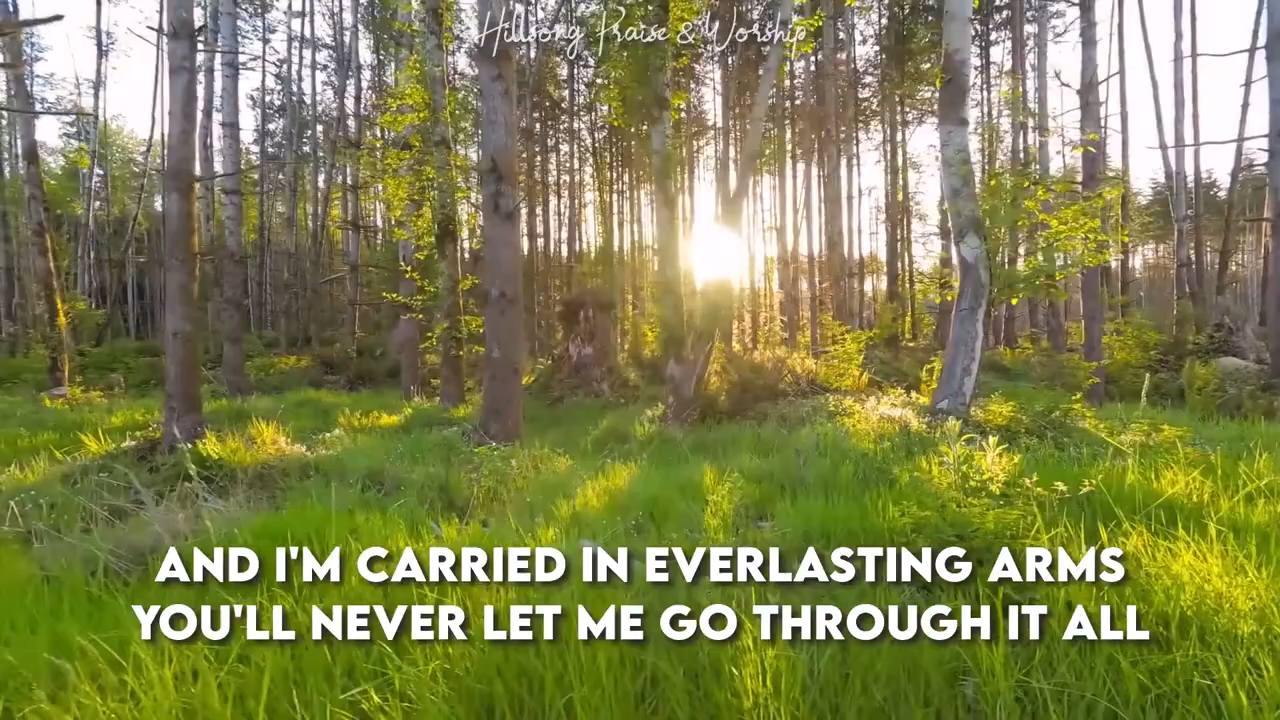 Hillsong Praise & Worship
AND I'M CARRIED IN EVERLASTING ARMS
YOU'LL NEVER LET ME GO THROUGH IT ALL